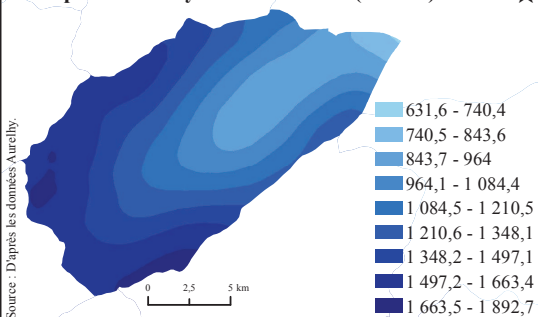 631,6 - 740,4
740,5 - 843,6
843,7 - 964
964,1 - 1 084,4
1 084,5 - 1 210,5
1 210,6 - 1 348,1
1 348,2 - 1 497,1
1 497,2 - 1 663,4
1 663,5 - 1 892,7
0 2,5 5 km
Source : D'après les données Aurelhy.